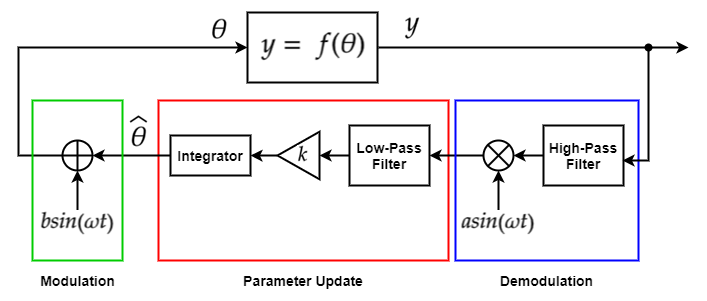 θ
y = f(θ)
y
θ̂
Integrator
k
Low-Pass
Filter
High-Pass
Filter
bsin(ωt)
asin(ωt)
Modulation
Parameter Update
Demodulation